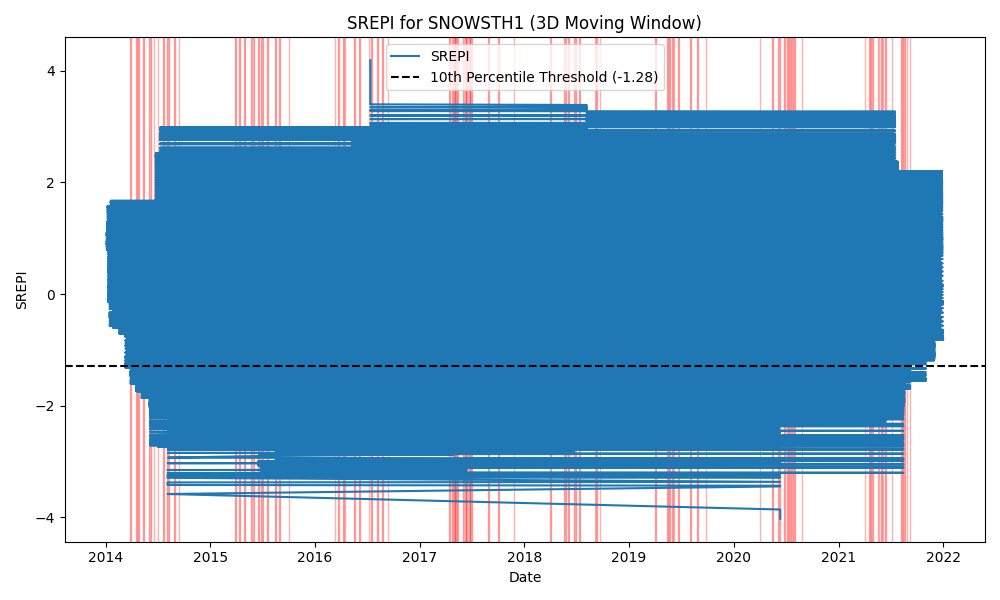 SREPI for SNOWSTH1 (3D Moving Window)
SREPI
10th Percentile Threshold (-1.28)
4
2
0
−2
−4
SREPI
2014 2015 2016 2017 2018 2019 2020 2021 2022
Date